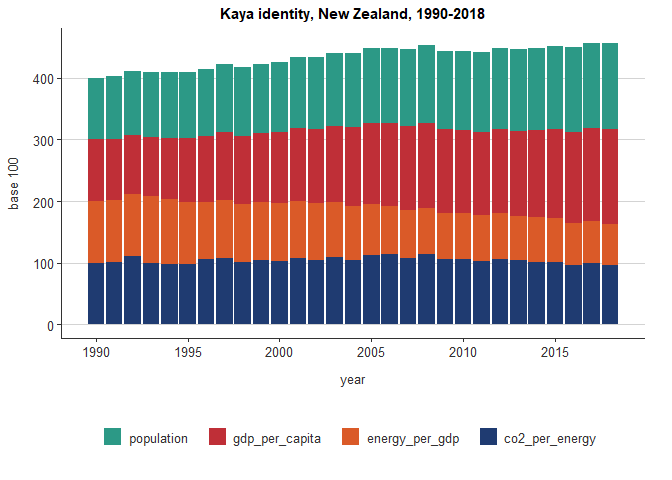 Kaya identity, New Zealand, 1990-2018
base 100
400
300
200
100
0
1990 1995 2000 2005 2010 2015
year
population gdp_per_capita energy_per_gdp co2_per_energy